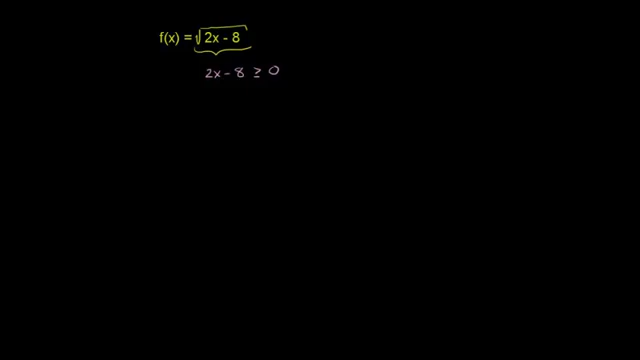 f(x) = √2x - 8
2x - 8 ≥ 0